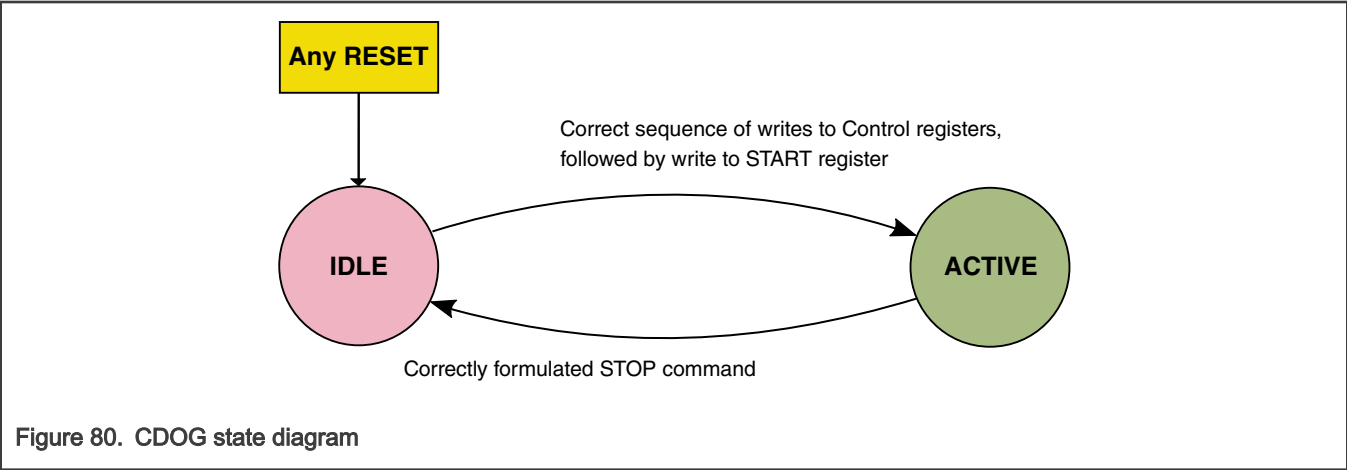 Any RESET
Correct sequence of writes to Control registers,
followed by write to START register
IDLE
ACTIVE
Correctly formulated STOP command
Figure 80. CDOG state diagram